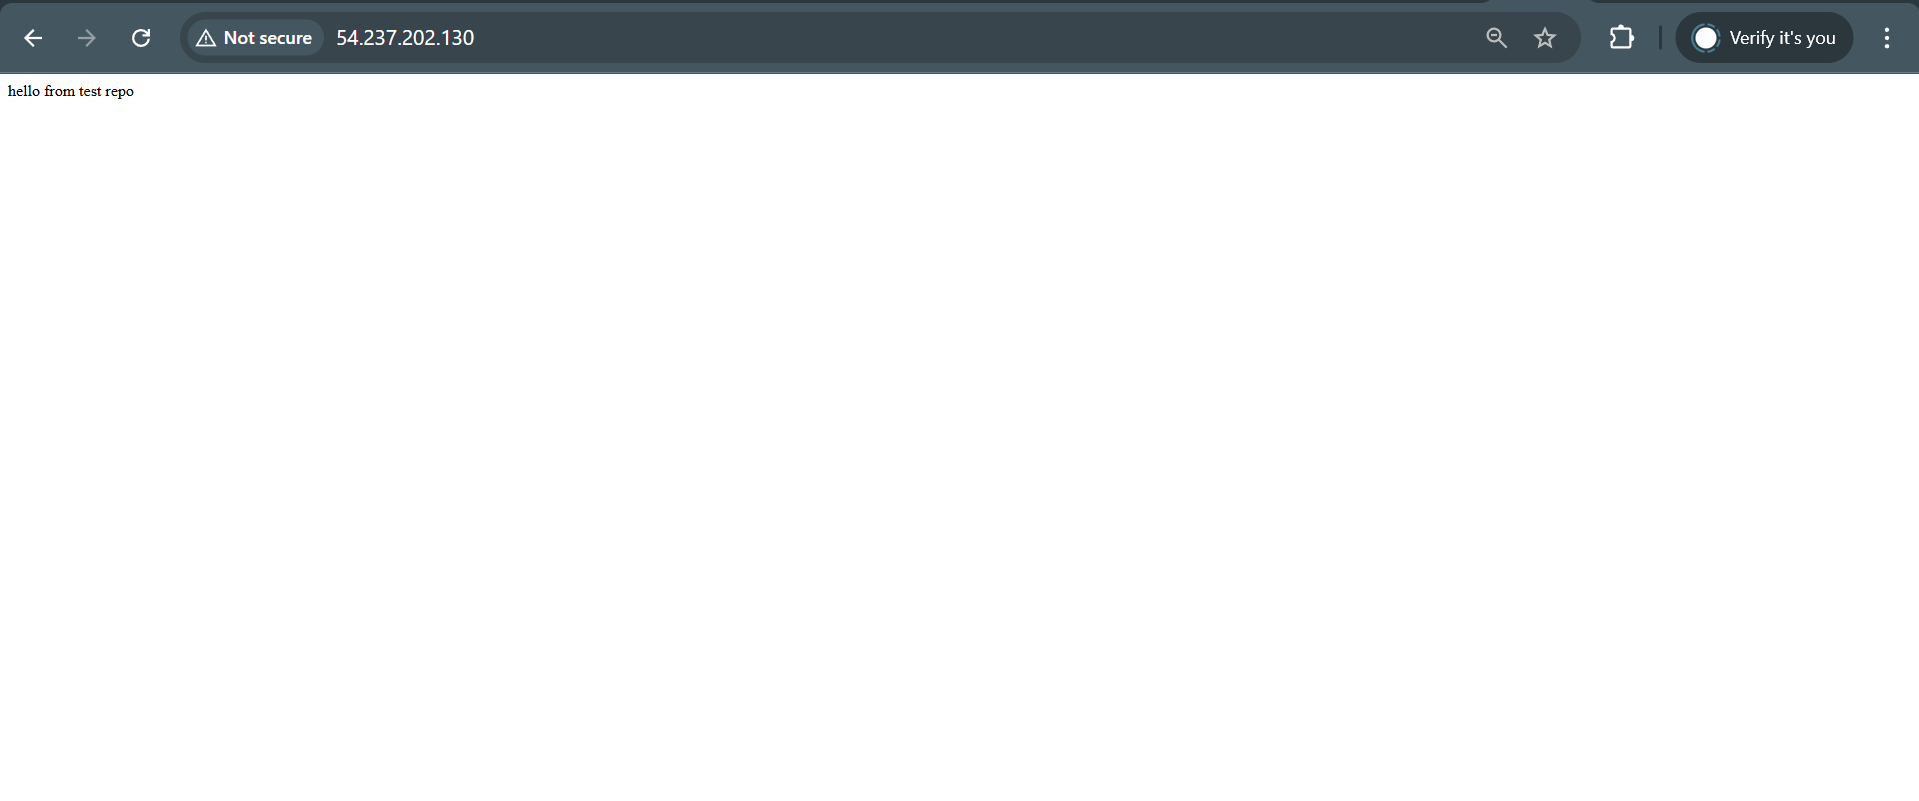 Not secure 54.237.202.130 Verify it's you
hello from test repo